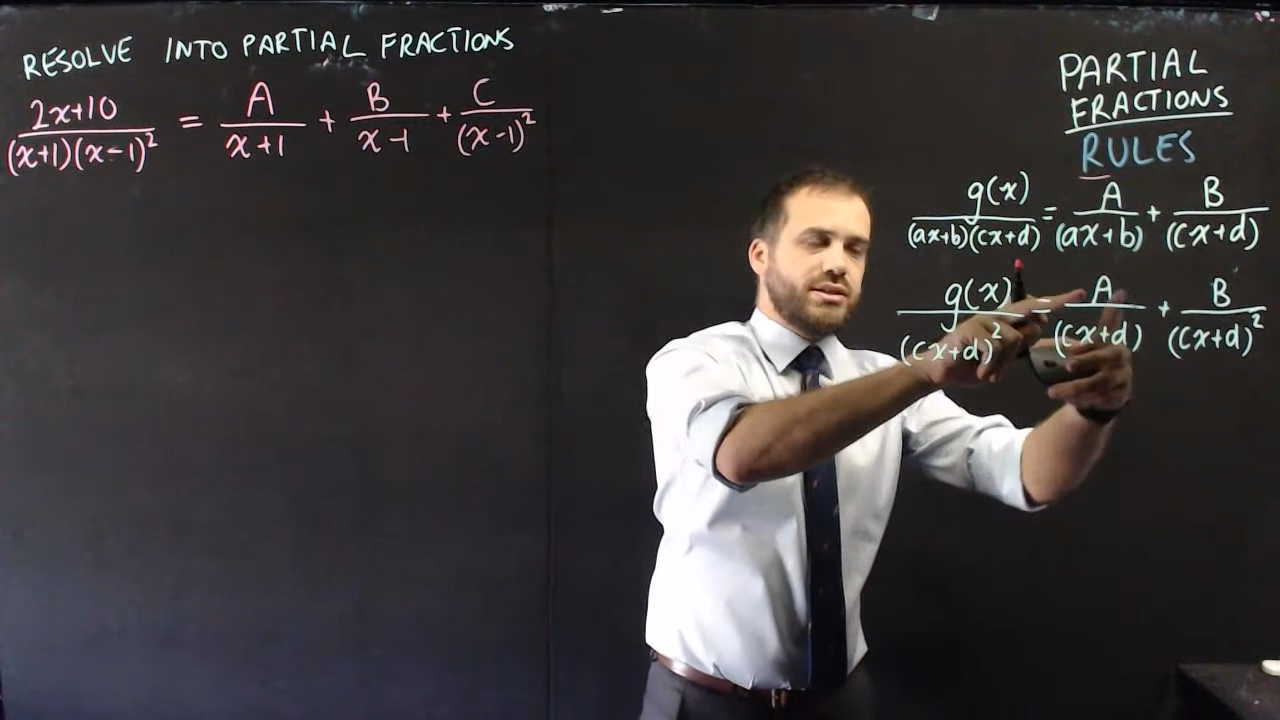 RESOLVE INTO PARTIAL FRACTIONS
2x+10/(x+1)(x-1)² = A/x+1 + B/x-1 + C/(x-1)²
PARTIAL
FRACTIONS
RULES
g(x)/(ax+b)(cx+d) = A/(ax+b) + B/(cx+d)
g(x)/(cx+d)² = A/(cx+d) + B/(cx+d)²